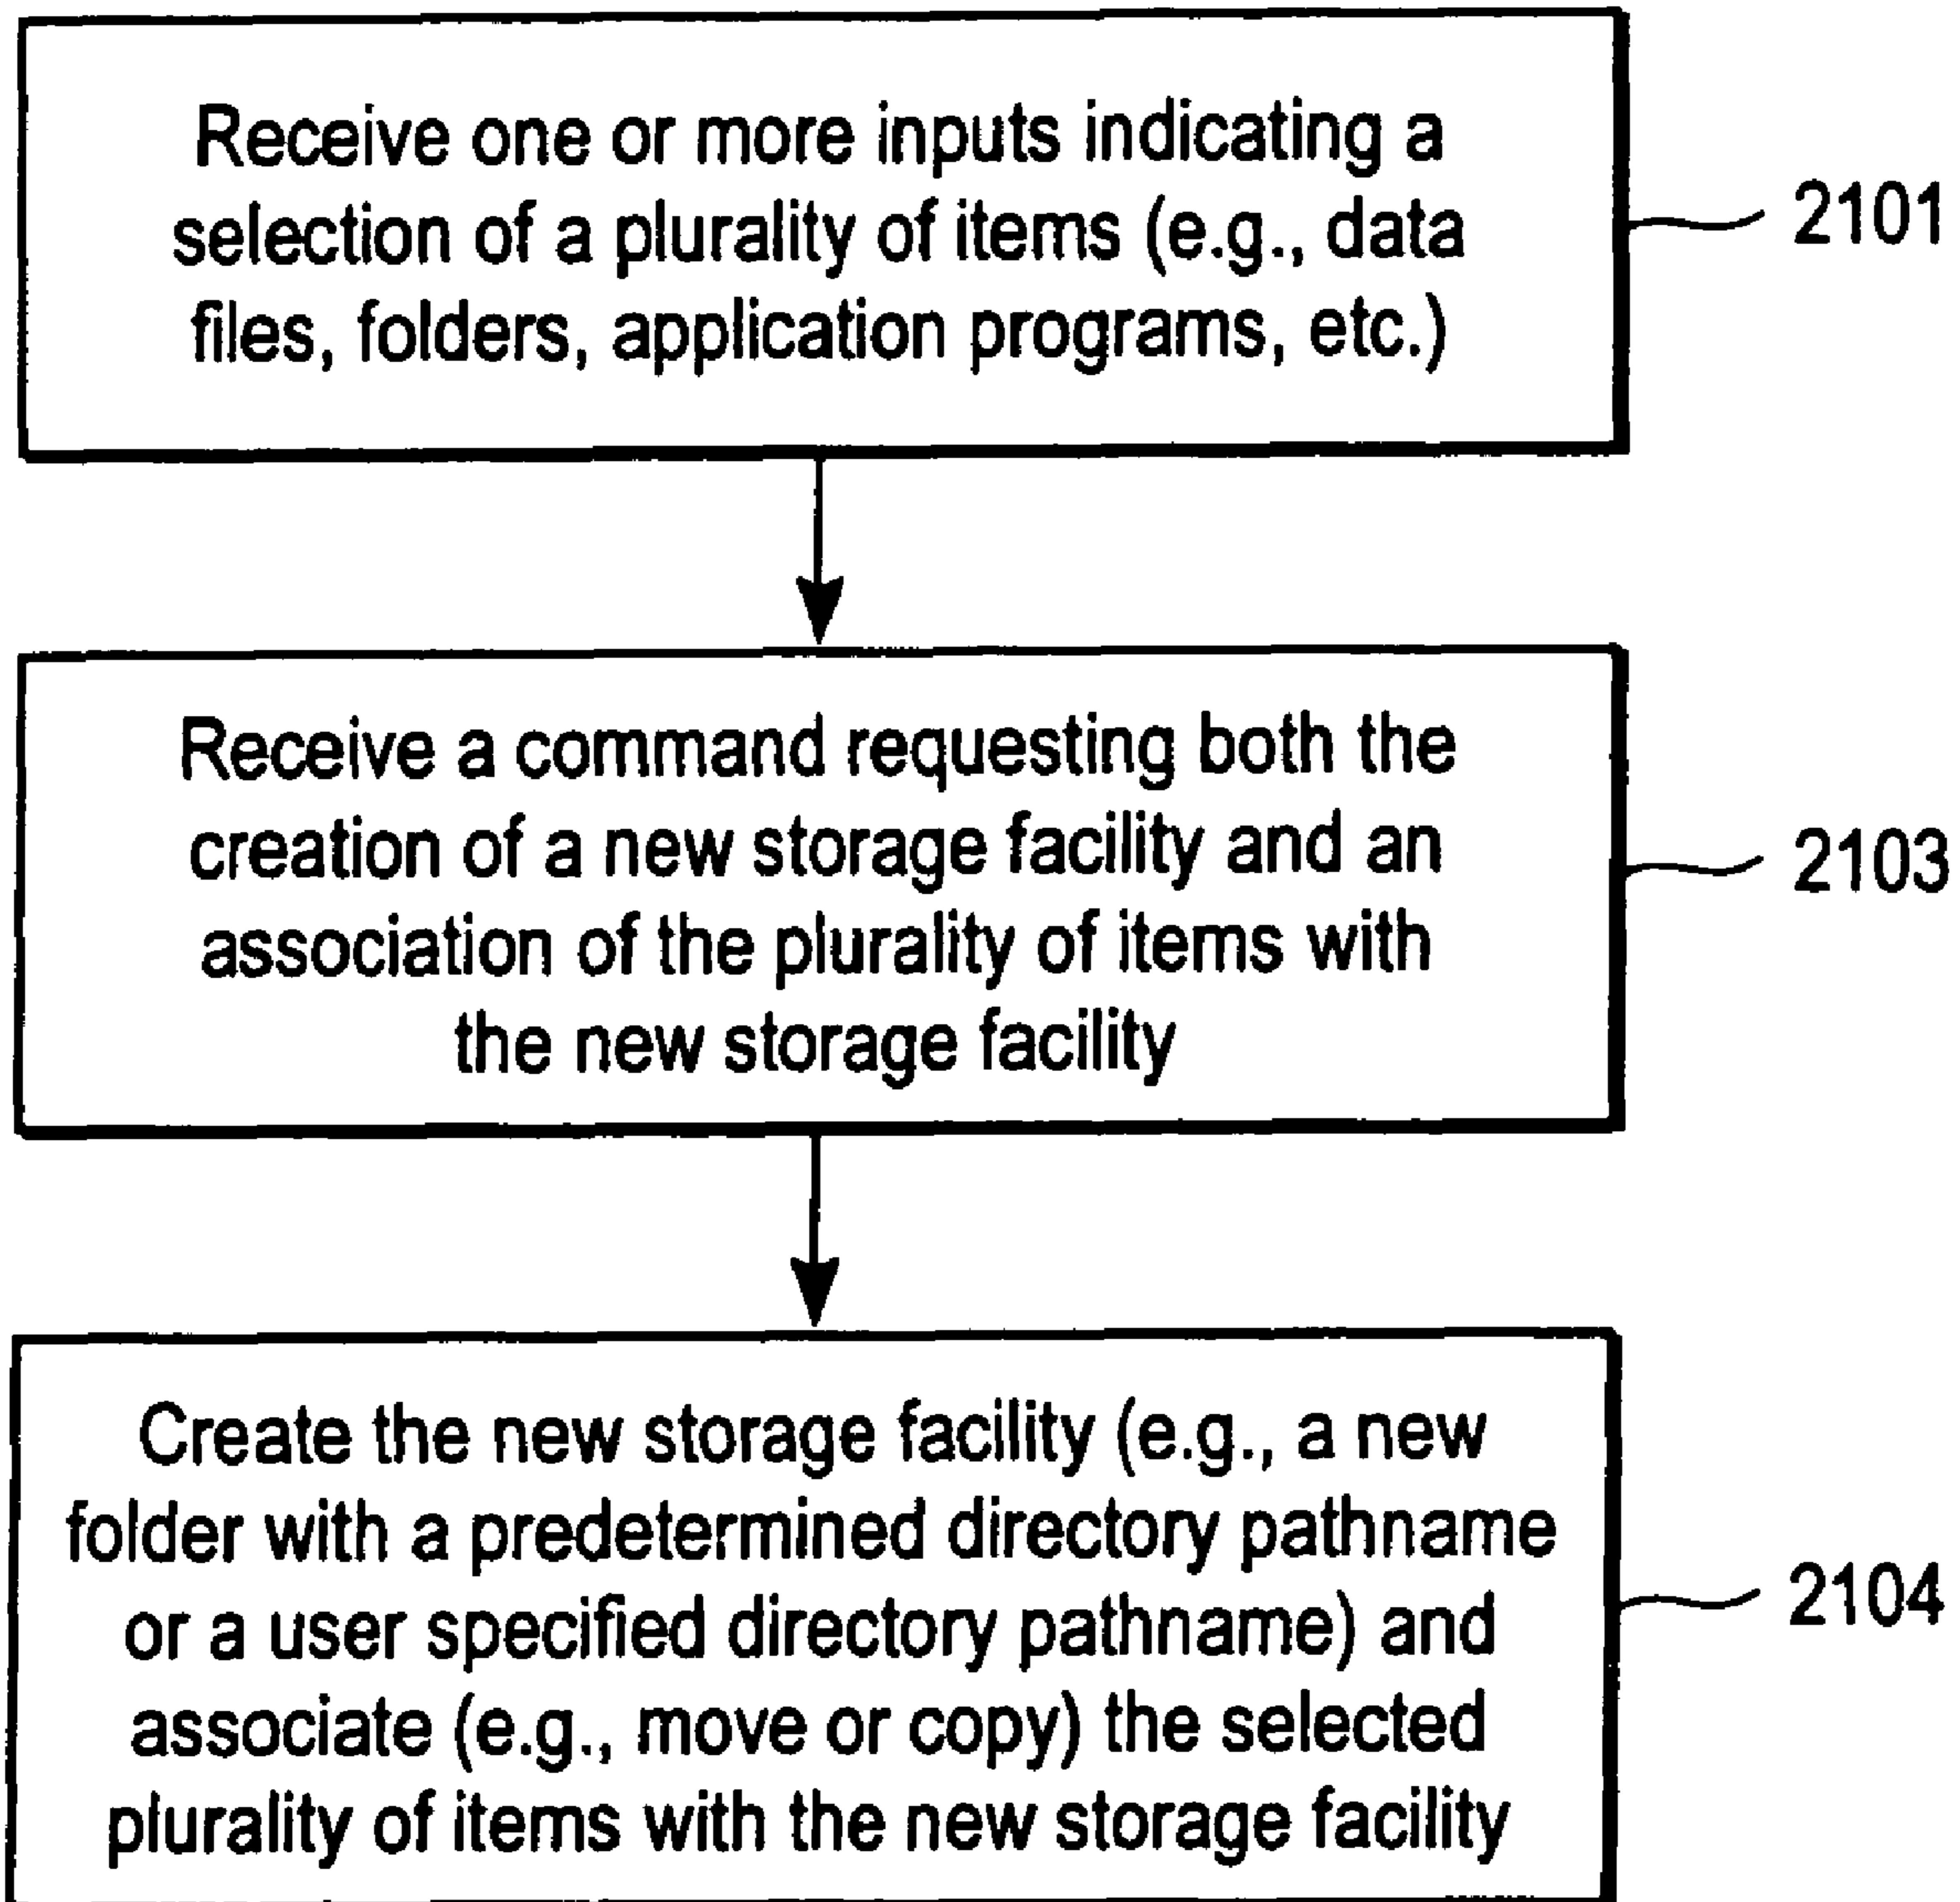 Receive one or more inputs indicating a
selection of a plurality of items (e.g., data
files, folders, application programs, etc.)
2101
Receive a command requesting both the
creation of a new storage facility and an
association of the plurality of items with
the new storage facility
2103
Create the new storage facility (e.g., a new
folder with a predetermined directory pathname
or a user specified directory pathname) and
associate (e.g., move or copy) the selected
plurality of items with the new storage facility
2104